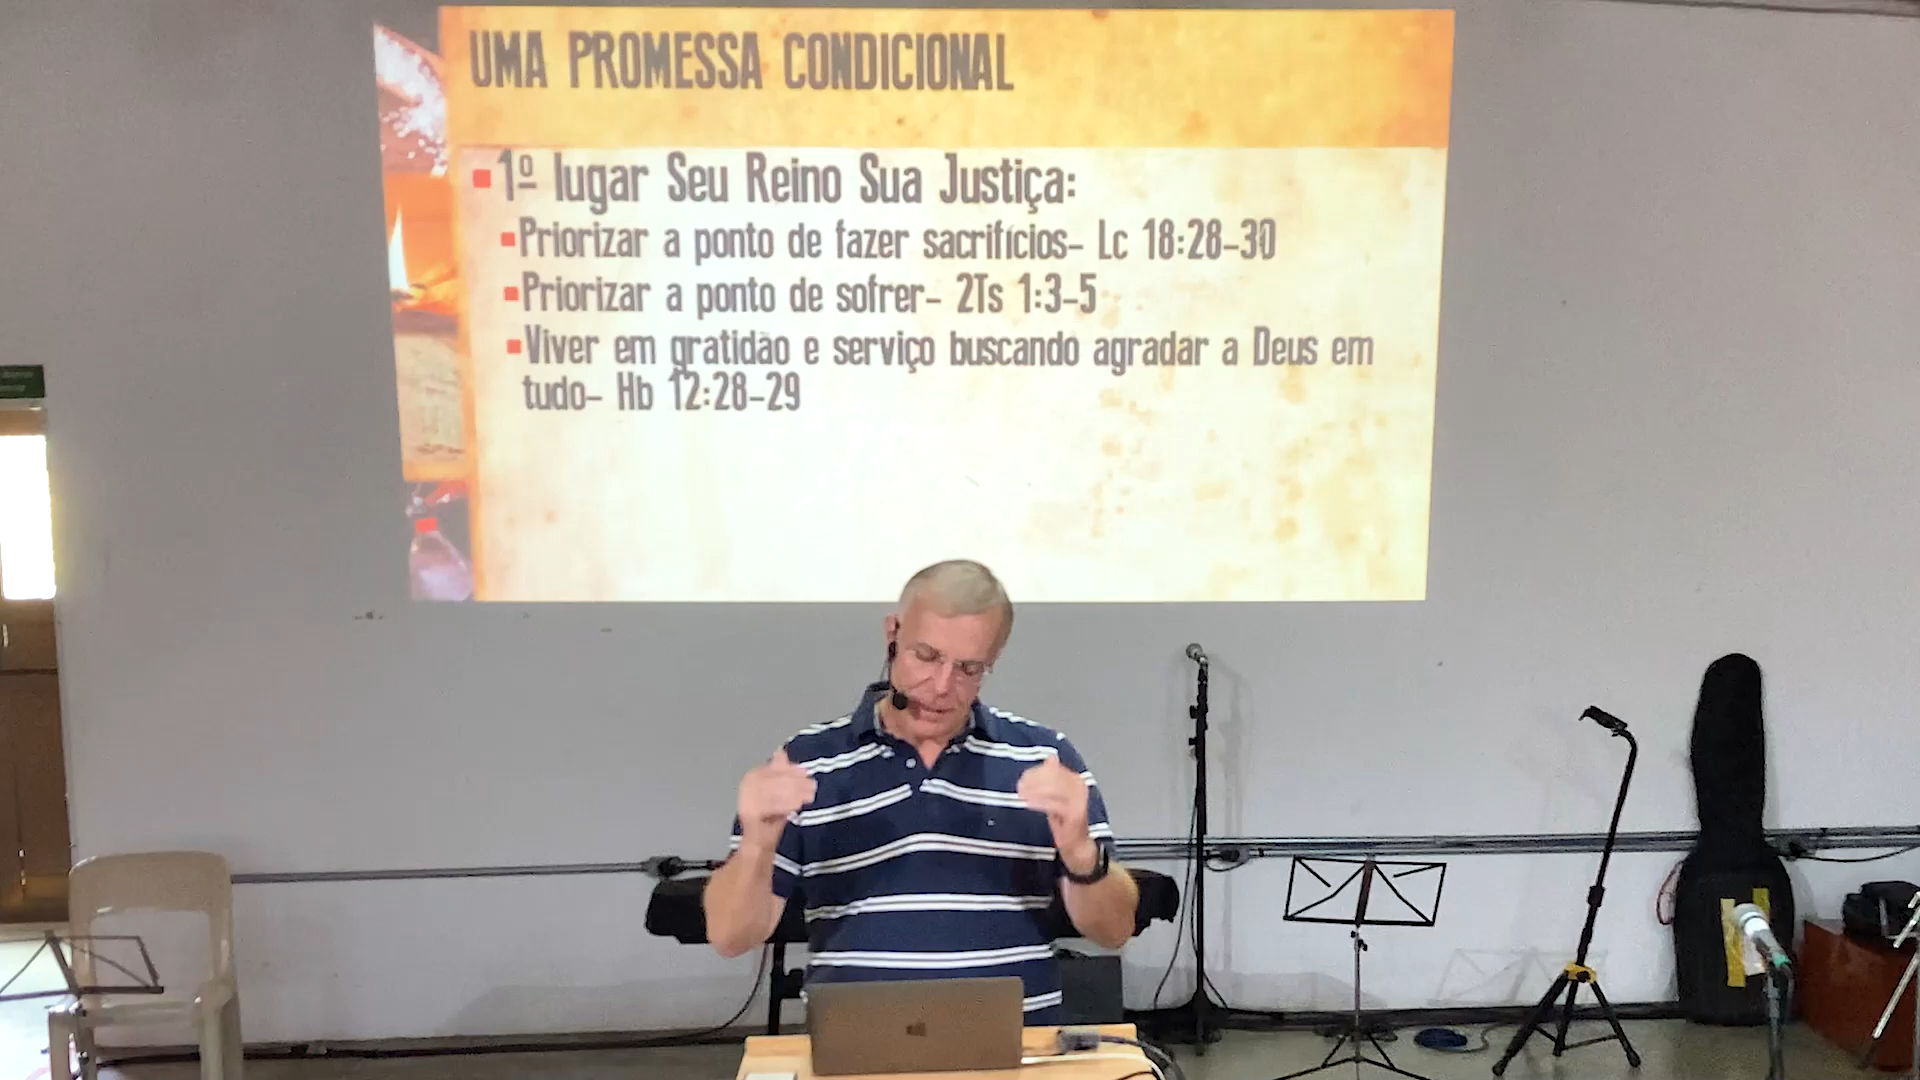 UMA PROMESSA CONDICIONAL
1º lugar Seu Reino Sua Justiça:
Priorizar a ponto de fazer sacrifícios- Lc 18:28-30
Priorizar a ponto de sofrer- 2Ts 1:3-5
Viver em gratidão e serviço buscando agradar a Deus em
tudo- Hb 12:28-29